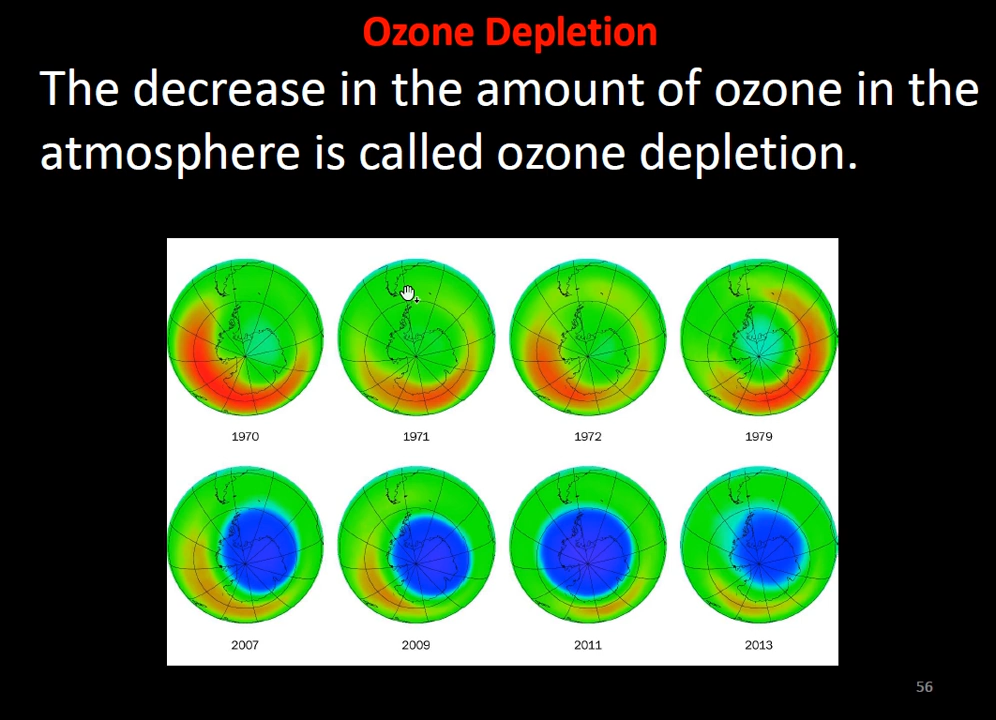 Ozone Depletion
The decrease in the amount of ozone in the
atmosphere is called ozone depletion.
1970 1971 1972 1979
2007 2009 2011 2013
56